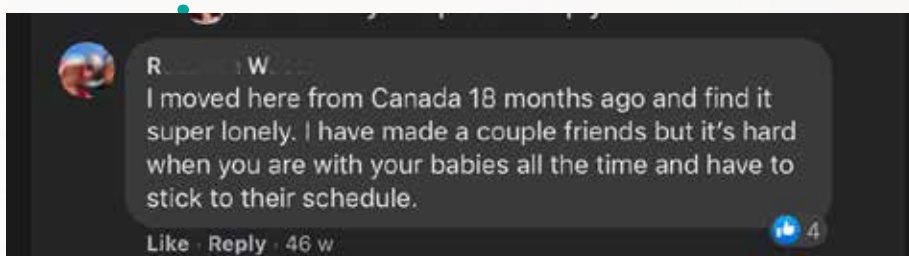 R W
I moved here from Canada 18 months ago and find it
super lonely. I have made a couple friends but it's hard
when you are with your babies all the time and have to
stick to their schedule.
4
Like · Reply · 46 w